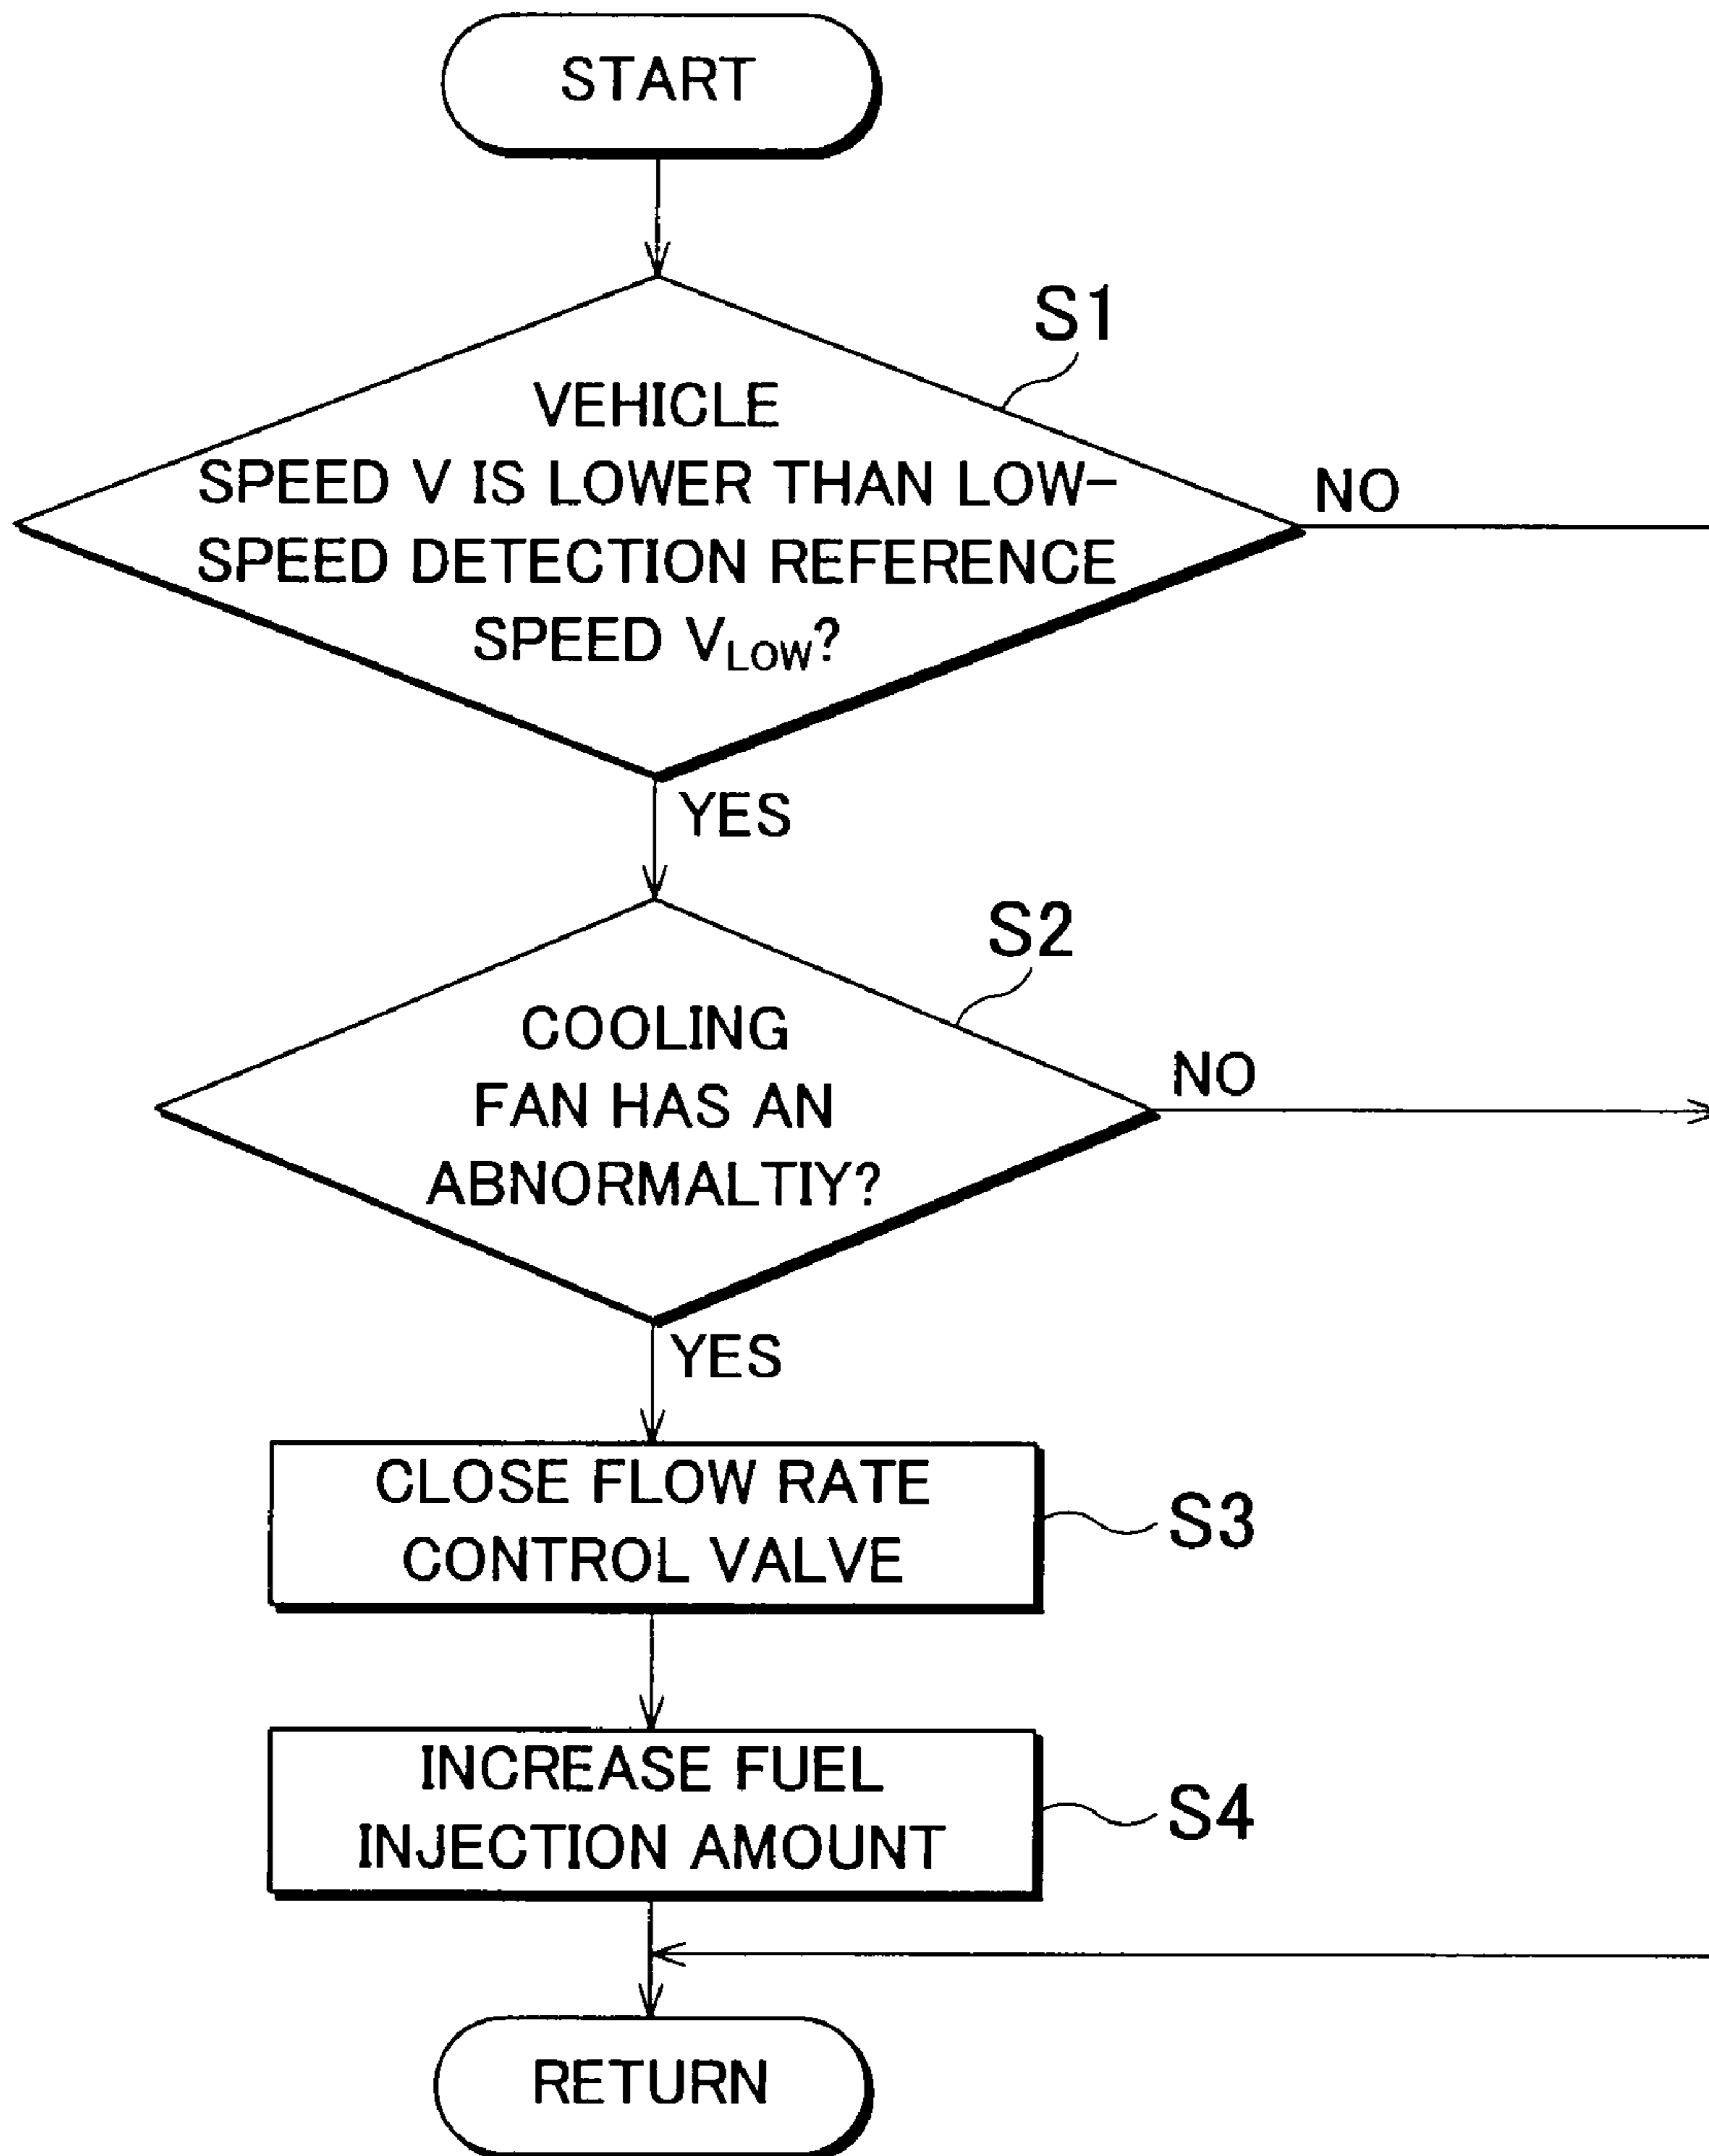 START
S1
VEHICLE
SPEED V IS LOWER THAN LOW-
SPEED DETECTION REFERENCE
SPEED VLOW?
NO
YES
S2
COOLING
FAN HAS AN
ABNORMALTIY?
NO
YES
CLOSE FLOW RATE
CONTROL VALVE
S3
INCREASE FUEL
INJECTION AMOUNT
S4
RETURN